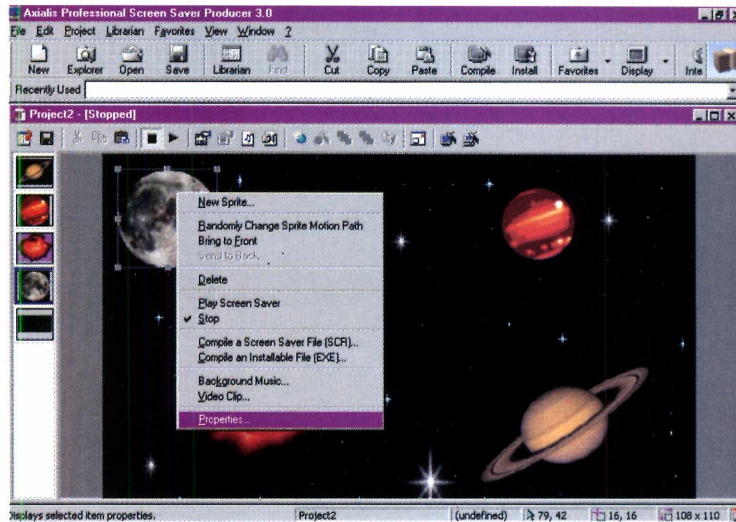 Axialis Professional Screen Saver Producer 3.0
File Edit Project Librarian Favorites View Window ?
New Explorer Open Save Librarian Find Cut Copy Paste Compile Install Favorites Display Inte
Recently Used
Project2 - [Stopped]
New Sprite...
Randomly Change Sprite Motion Path
Bring to Front
Send to Back
Delete
Play Screen Saver
Stop
Compile a Screen Saver File (SCR)...
Compile an Installable File (EXE)...
Background Music...
Video Clip...
Properties...
Displays selected item properties. Project2 (undefined) 79, 42 16, 16 108 x 110